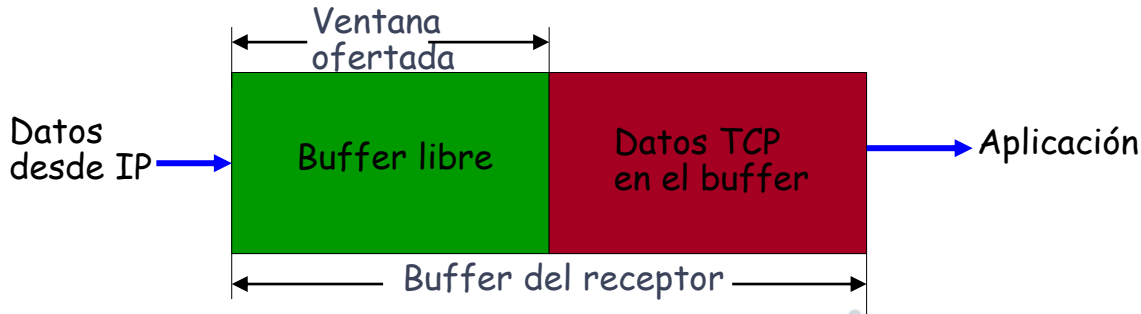 Ventana
ofertada
Datos
desde IP
Buffer libre
Datos TCP
en el buffer
Aplicación
Buffer del receptor